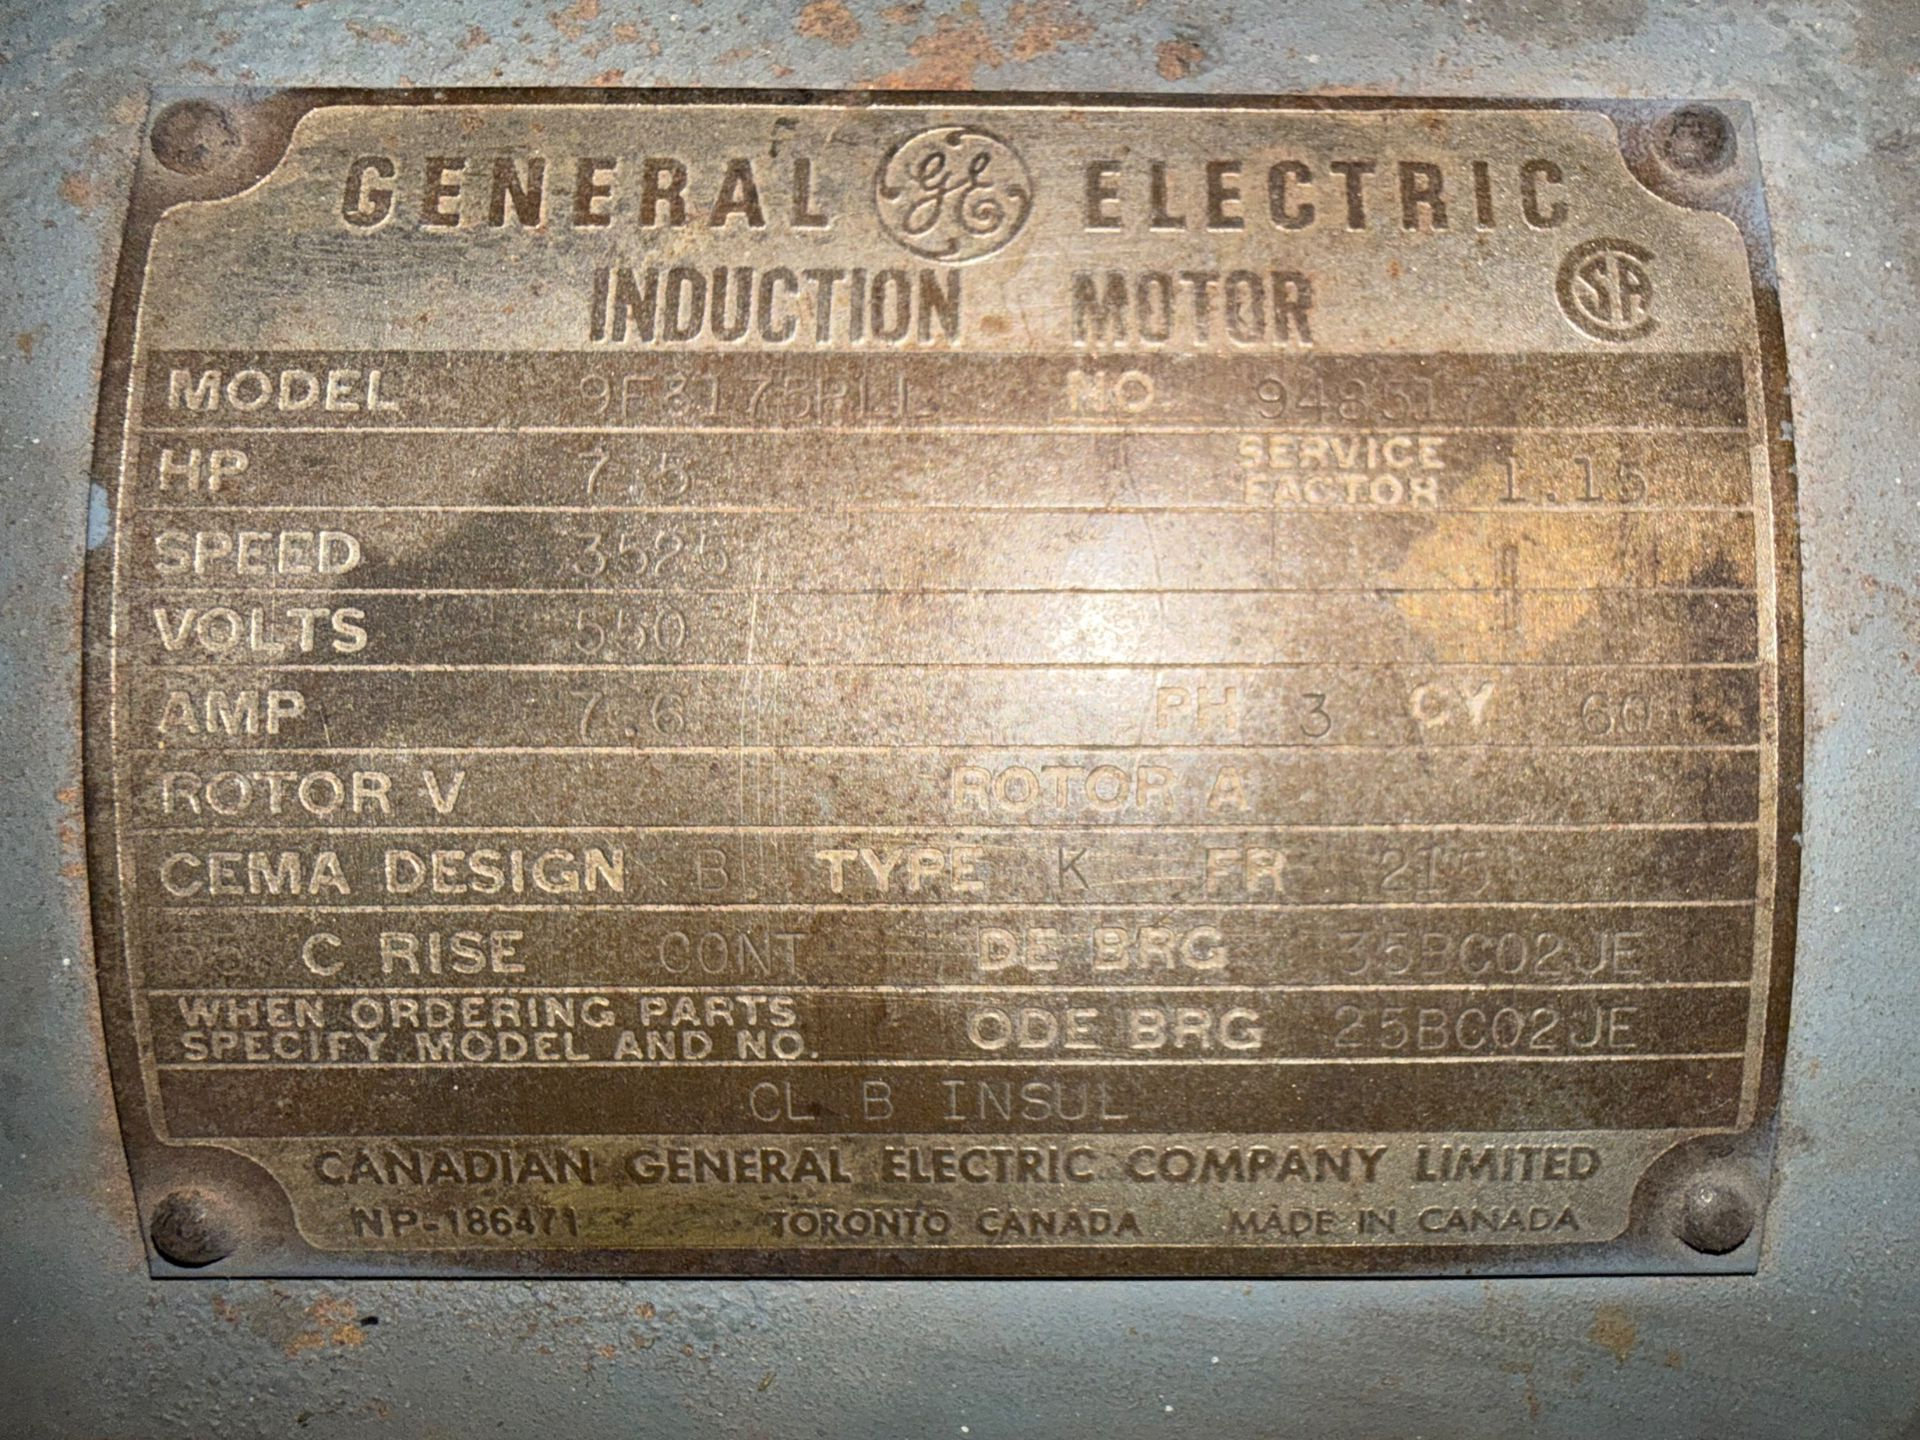 GENERAL GE ELECTRIC
INDUCTION MOTOR
CSA
MODEL 9F3175RLL NO 948517
HP 7.5 SERVICE FACTOR 1.15
SPEED 3525
VOLTS 550
AMP 7.6 PH 3 CY 60
ROTOR V ROTOR A
CEMA DESIGN B TYPE K FR 215
C RISE CONT DE BRG 35BC02JE
WHEN ORDERING PARTS
SPECIFY MODEL AND NO. ODE BRG 25BC02JE
CL B INSUL
CANADIAN GENERAL ELECTRIC COMPANY LIMITED
NP-186471 TORONTO CANADA MADE IN CANADA